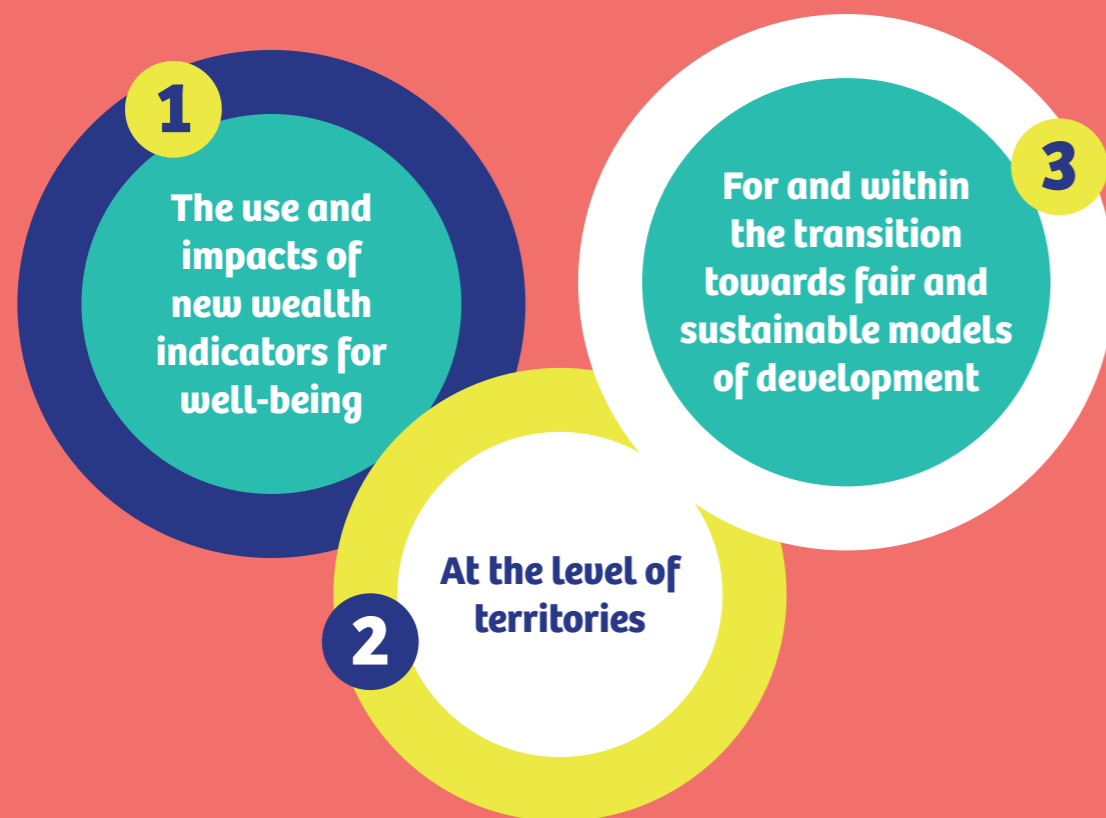 1
The use and
impacts of
new wealth
indicators for
well-being
2
At the level of
territories
3
For and within
the transition
towards fair and
sustainable models
of development